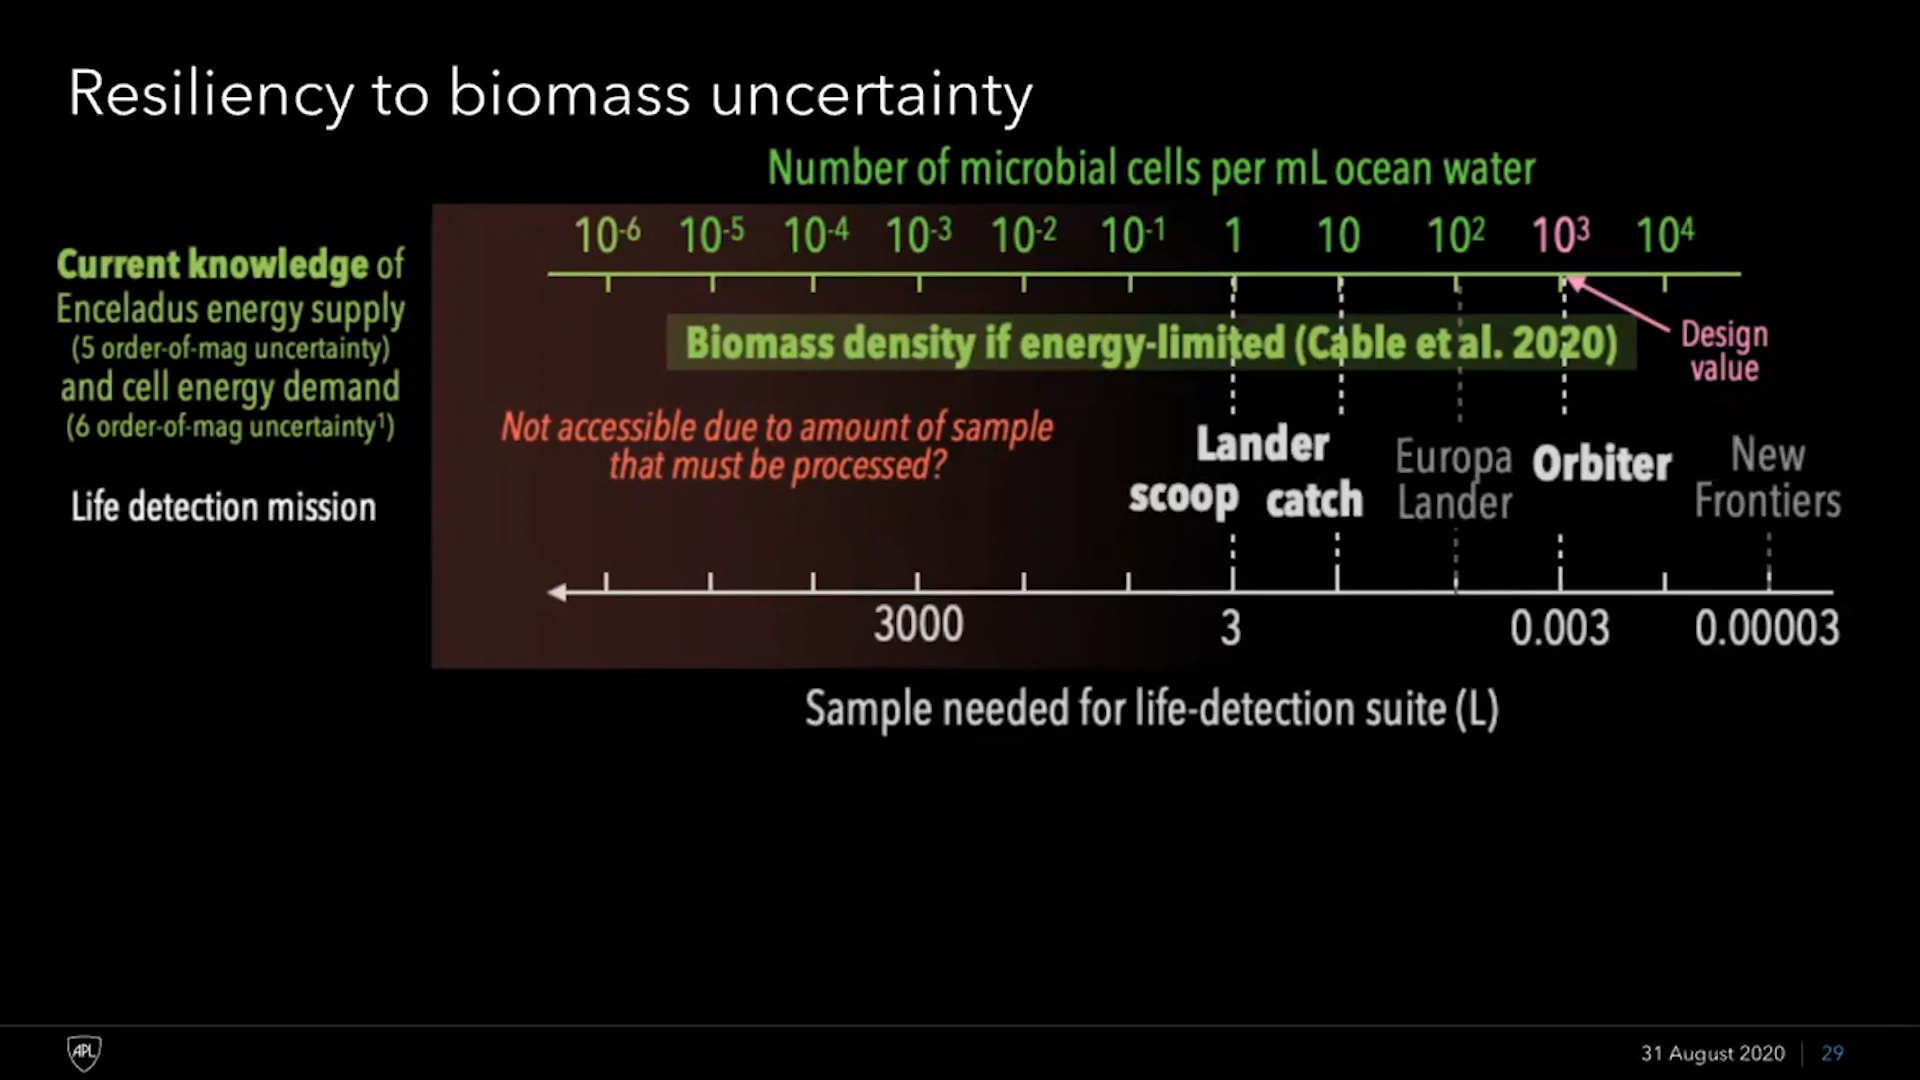 Resiliency to biomass uncertainty
Number of microbial cells per mL ocean water
10-6 10-5 10-4 10-3 10-2 10-1 1 10 10² 10³ 10⁴
Current knowledge of
Enceladus energy supply
(5 order-of-mag uncertainty)
and cell energy demand
(6 order-of-mag uncertainty¹)
Biomass density if energy-limited (Cable et al. 2020)
Design
value
Not accessible due to amount of sample
that must be processed?
Life detection mission
Lander
scoop catch
Europa
Lander
Orbiter
New
Frontiers
3000 3 0.003 0.00003
Sample needed for life-detection suite (L)
APL
31 August 2020 29